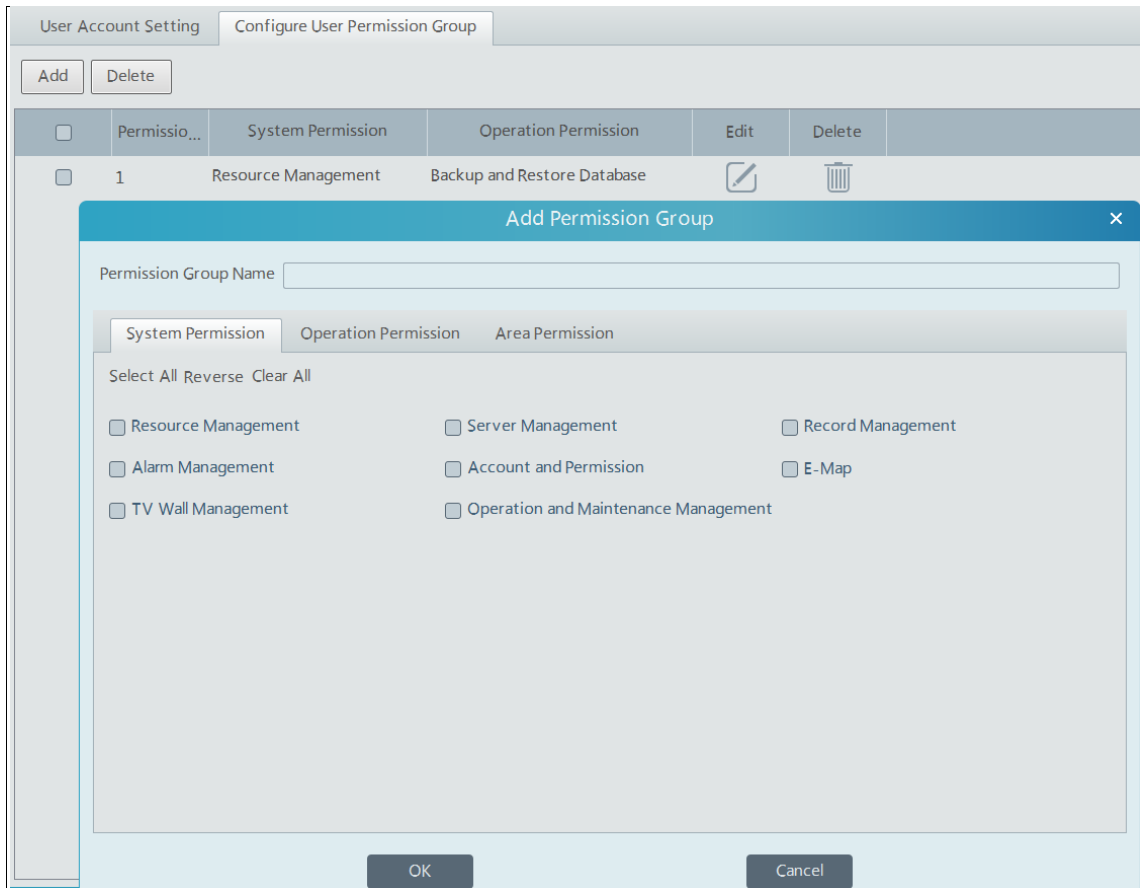 User Account Setting Configure User Permission Group
Add Delete
Permissio... System Permission Operation Permission Edit Delete
1 Resource Management Backup and Restore Database
Add Permission Group
Permission Group Name
System Permission Operation Permission Area Permission
Select All Reverse Clear All
Resource Management Server Management Record Management
Alarm Management Account and Permission E-Map
TV Wall Management Operation and Maintenance Management
OK Cancel